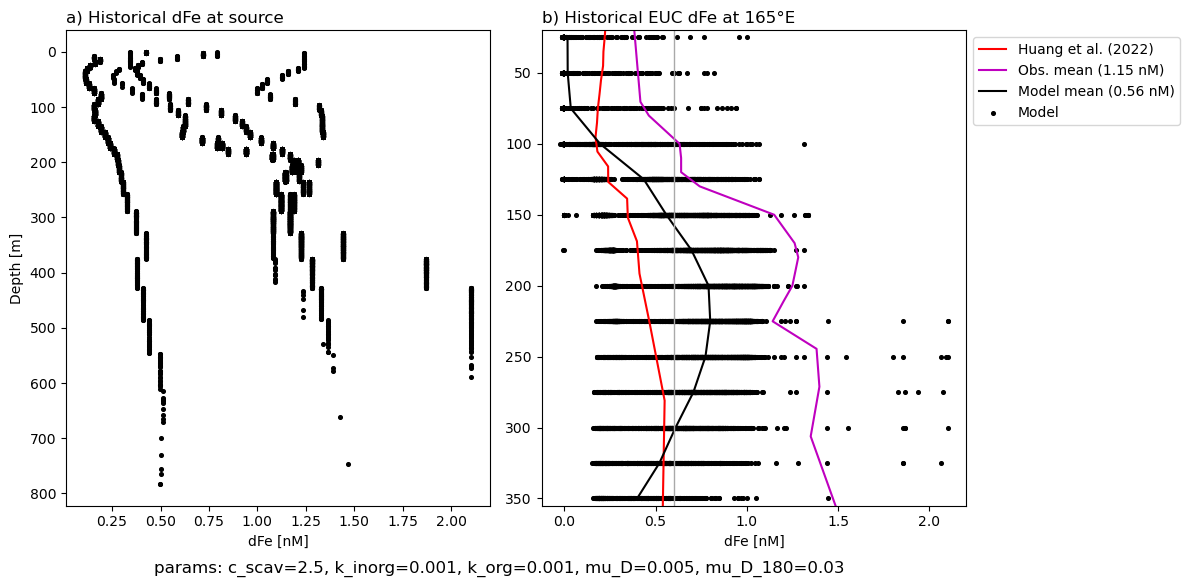 a) Historical dFe at source
b) Historical EUC dFe at 165°E
0
100
200
300
400
500
600
700
800
Depth [m]
0.25 0.50 0.75 1.00 1.25 1.50 1.75 2.00
dFe [nM]
50
100
150
200
250
300
350
0.0 0.5 1.0 1.5 2.0
dFe [nM]
Huang et al. (2022)
Obs. mean (1.15 nM)
Model mean (0.56 nM)
Model
params: c_scav=2.5, k_inorg=0.001, k_org=0.001, mu_D=0.005, mu_D_180=0.03